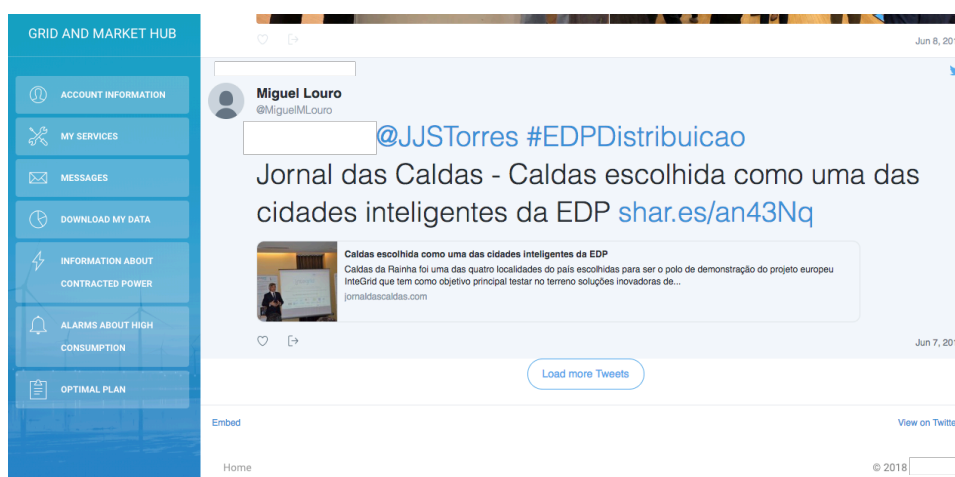 GRID AND MARKET HUB
ACCOUNT INFORMATION
MY SERVICES
MESSAGES
DOWNLOAD MY DATA
INFORMATION ABOUT
CONTRACTED POWER
ALARMS ABOUT HIGH
CONSUMPTION
OPTIMAL PLAN
Jun 8, 201
Miguel Louro
@MiguelMLouro
@JJSTorres #EDPDistribuicao
Jornal das Caldas - Caldas escolhida como uma das
cidades inteligentes da EDP shar.es/an43Nq
Caldas escolhida como uma das cidades inteligentes da EDP
Caldas da Rainha foi uma das quatro localidades do país escolhidas para ser o polo de demonstração do projeto europeu
InteGrid que tem como objetivo principal testar no terreno soluções inovadoras de...
jornaldascaldas.com
Jun 7, 201
Load more Tweets
Embed
View on Twitte
Home
© 2018